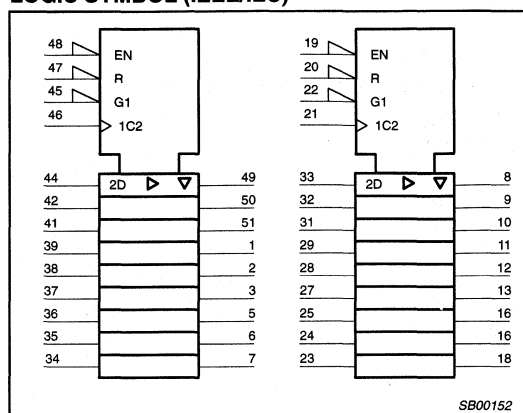 LOGIC SYMBOL (IEEE/IEC)
48 EN
47 R
45 G1
46 1C2
44 2D 49
42 50
41 51
39 1
38 2
37 3
36 5
35 6
34 7
19 EN
20 R
22 G1
21 1C2
33 2D 8
32 9
31 10
29 11
28 12
27 13
25 16
24 16
23 18
SB00152